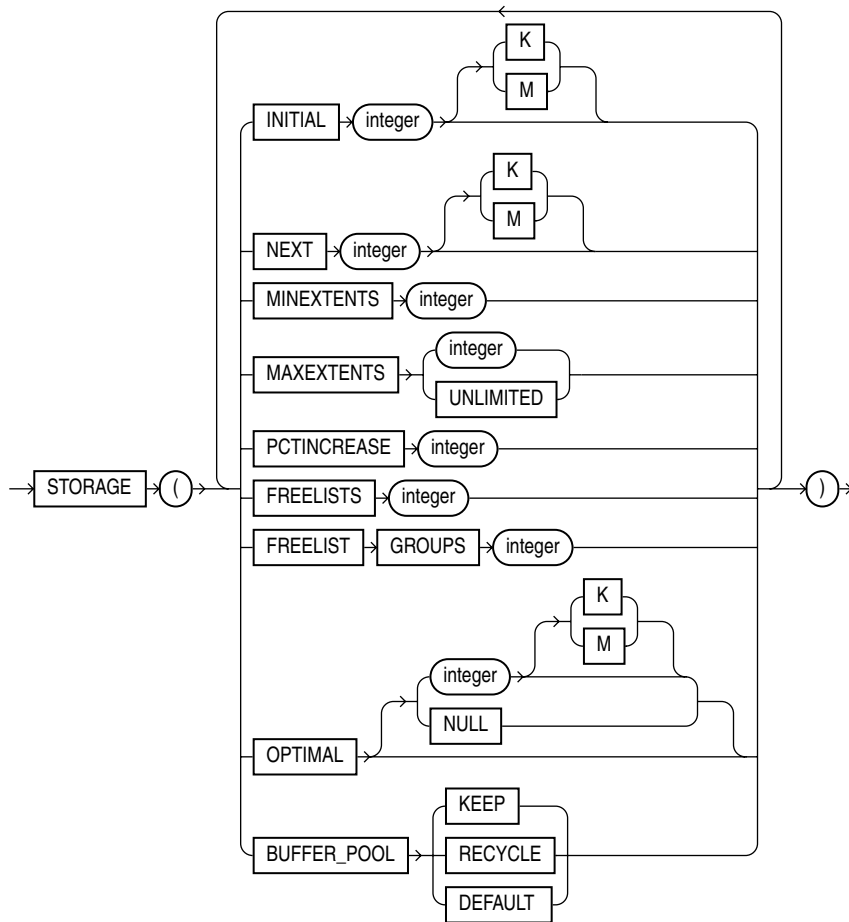 K
M
INITIAL integer
K
M
NEXT integer
MINEXTENTS integer
integer
MAXEXTENTS
UNLIMITED
PCTINCREASE integer
STORAGE ( FREELISTS integer )
FREELIST GROUPS integer
K
M
integer
NULL
OPTIMAL
KEEP
BUFFER_POOL RECYCLE
DEFAULT